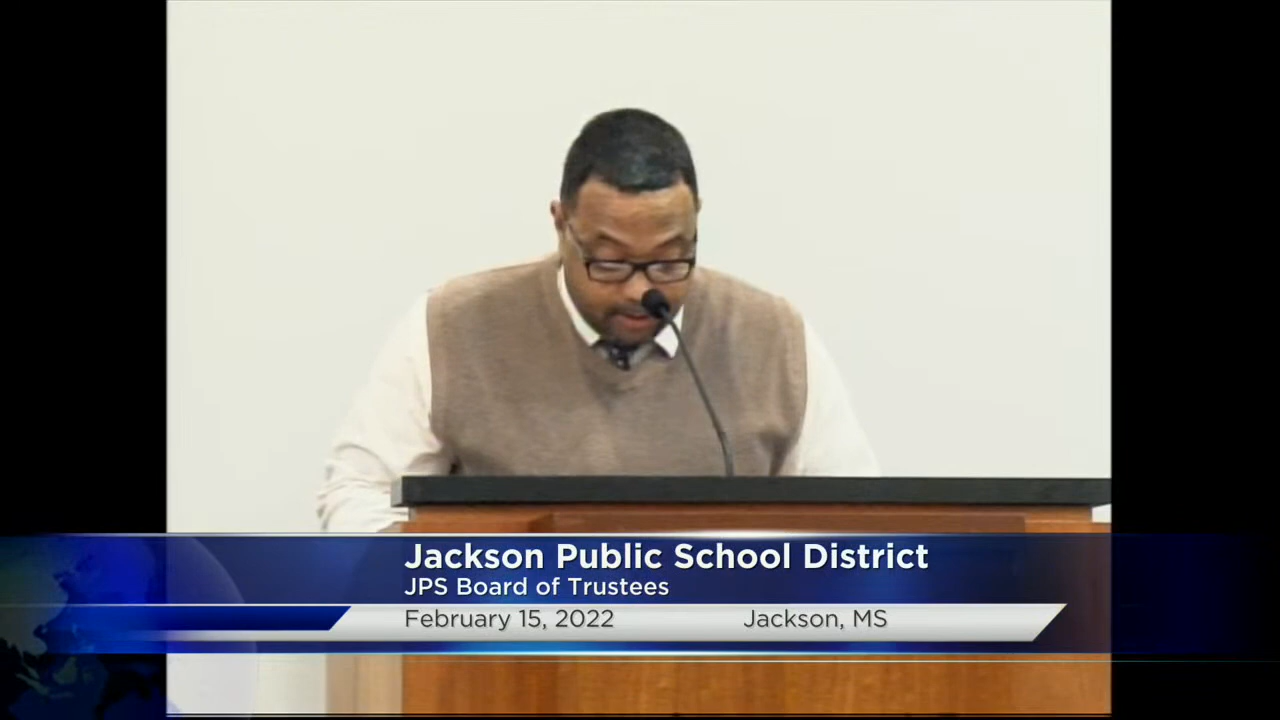 Jackson Public School District
JPS Board of Trustees
February 15, 2022 Jackson, MS